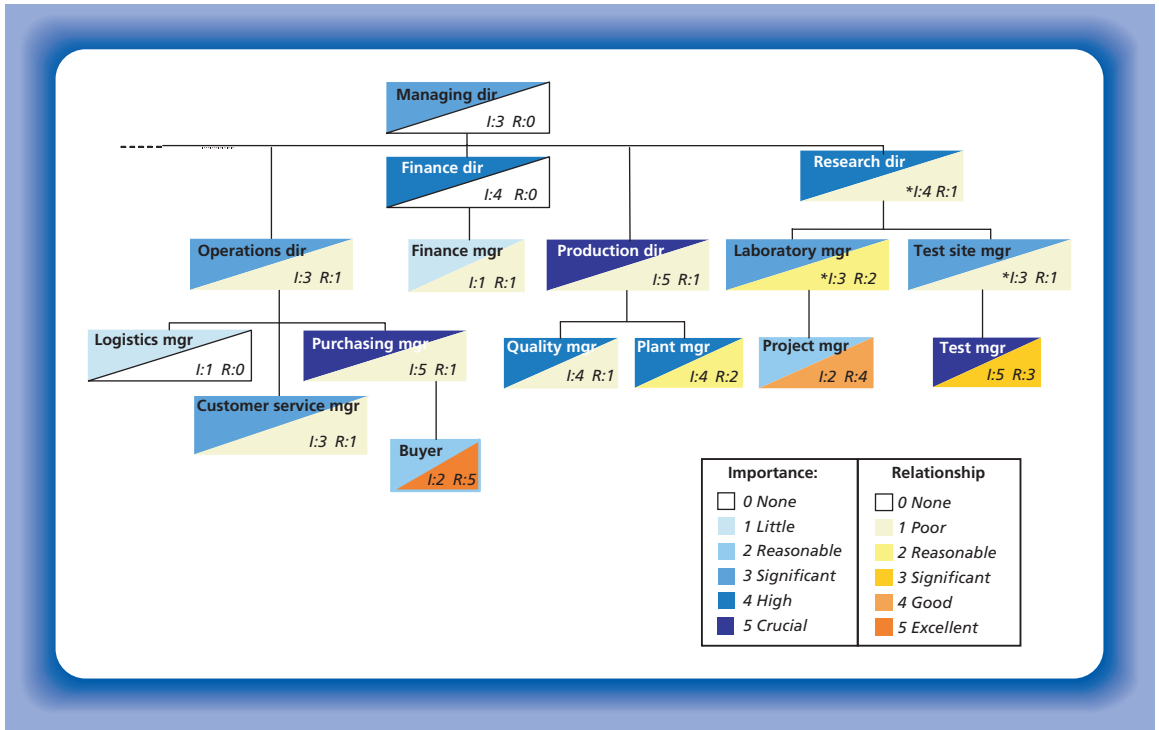 Managing dir
I:3 R:0
Finance dir
I:4 R:0
Research dir
*I:4 R:1
Operations dir
I:3 R:1
Finance mgr
I:1 R:1
Production dir
I:5 R:1
Laboratory mgr
*I:3 R:2
Test site mgr
*I:3 R:1
Logistics mgr
I:1 R:0
Purchasing mgr
I:5 R:1
Quality mgr
I:4 R:1
Plant mgr
I:4 R:2
Project mgr
I:2 R:4
Test mgr
I:5 R:3
Customer service mgr
I:3 R:1
Buyer
I:2 R:5
Importance:
0 None
1 Little
2 Reasonable
3 Significant
4 High
5 Crucial
Relationship
0 None
1 Poor
2 Reasonable
3 Significant
4 Good
5 Excellent